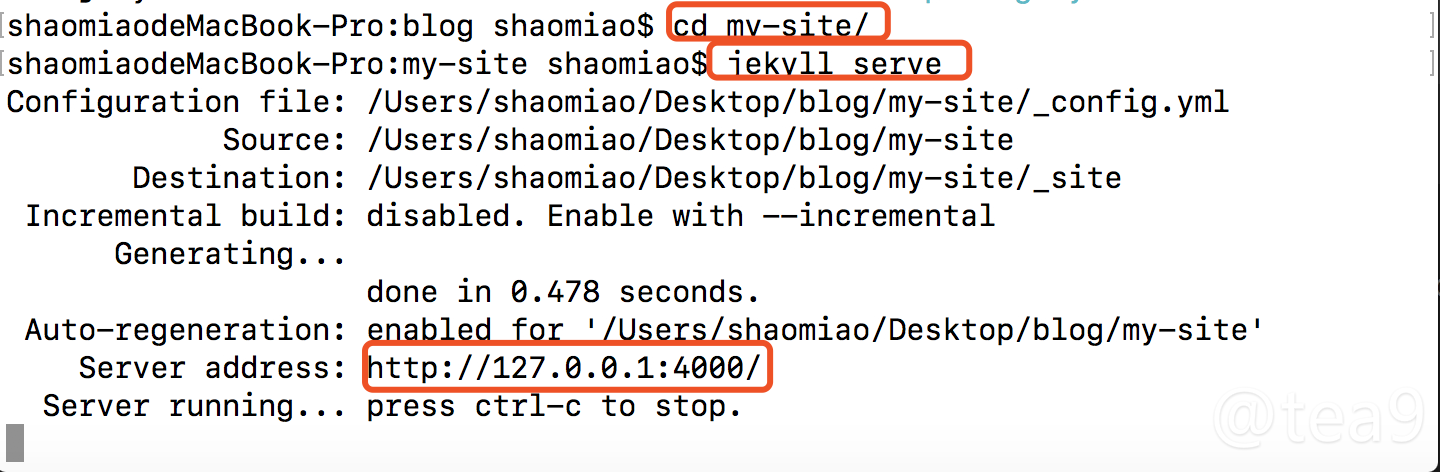 [shaomiaodeMacBook-Pro:blog shaomiao$ cd my-site/ ]
[shaomiaodeMacBook-Pro:my-site shaomiao$ jekyll serve ]
Configuration file: /Users/shaomiao/Desktop/blog/my-site/_config.yml
Source: /Users/shaomiao/Desktop/blog/my-site
Destination: /Users/shaomiao/Desktop/blog/my-site/_site
Incremental build: disabled. Enable with --incremental
Generating...
done in 0.478 seconds.
Auto-regeneration: enabled for '/Users/shaomiao/Desktop/blog/my-site'
Server address: http://127.0.0.1:4000/
Server running... press ctrl-c to stop.
@tea9